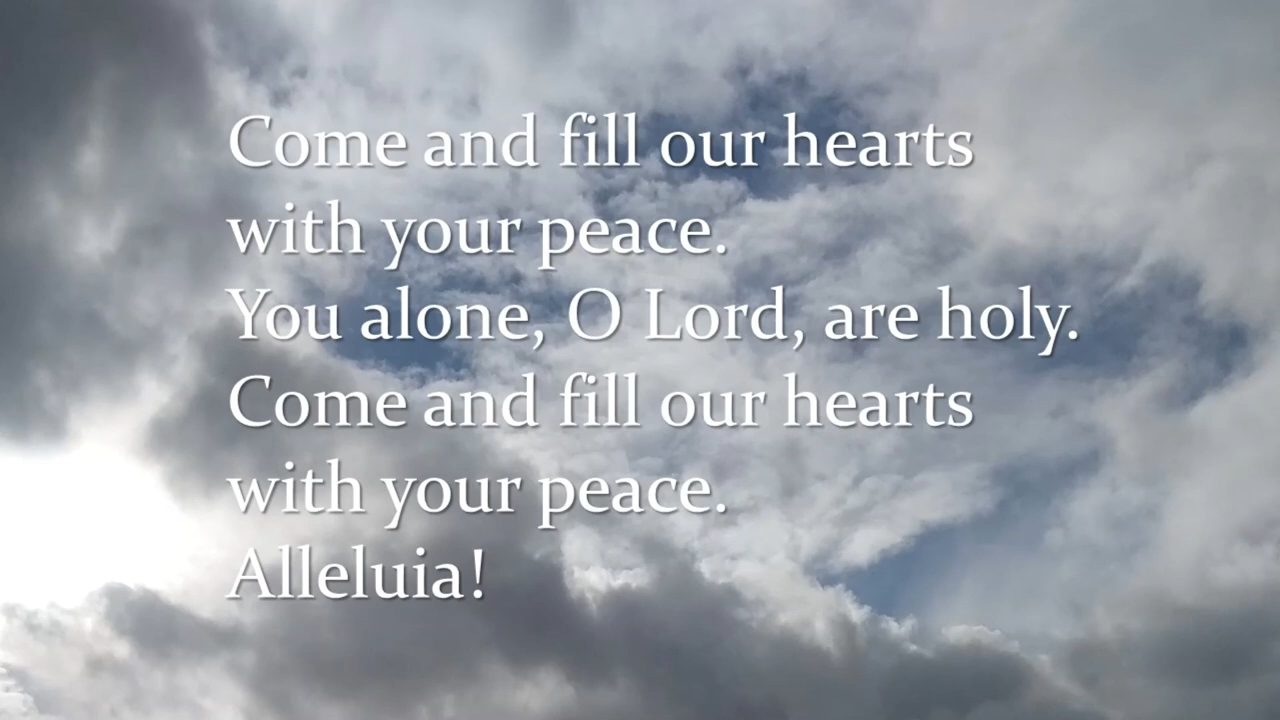 Come and fill our hearts
with your peace.
You alone, O Lord, are holy.
Come and fill our hearts
with your peace.
Alleluia!